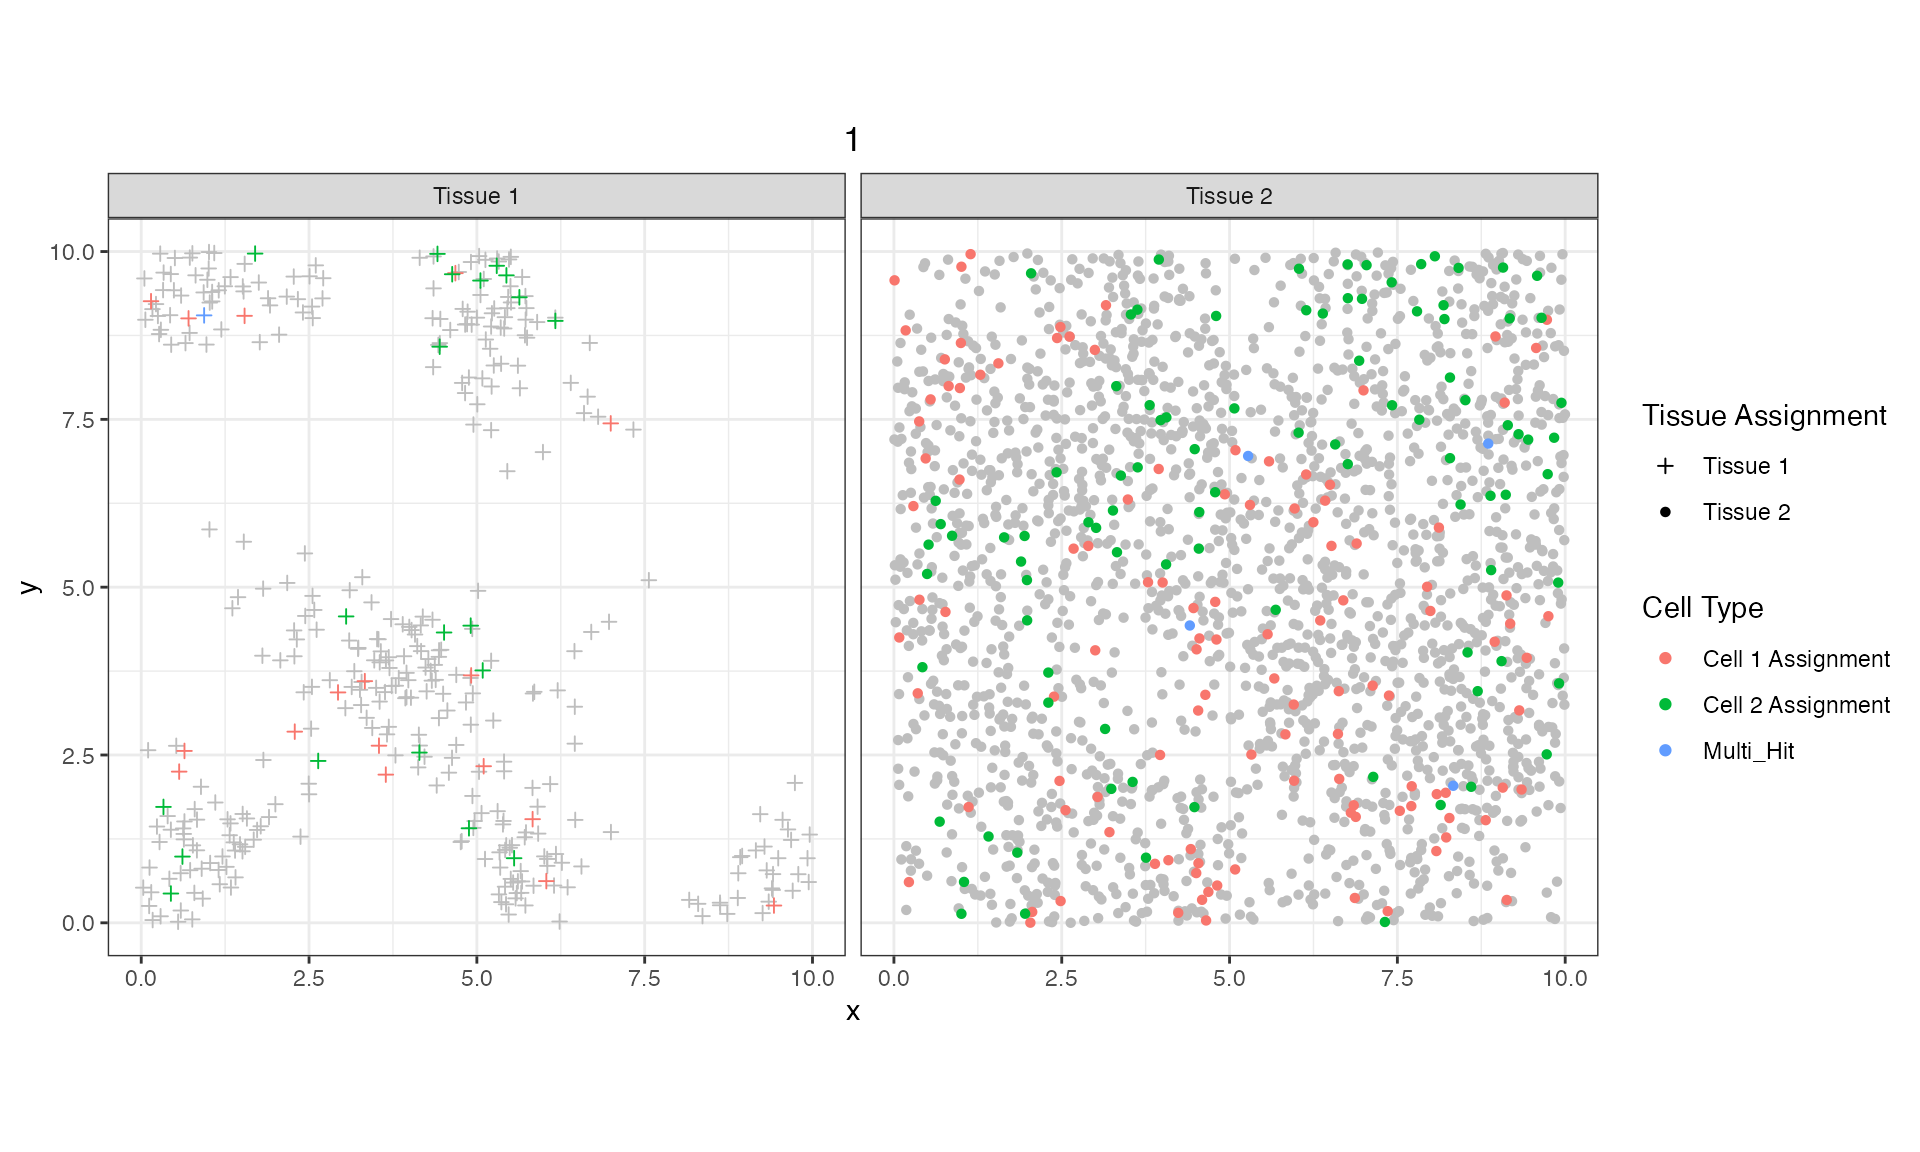 1
Tissue 1
Tissue 2
10.0
7.5
5.0
2.5
0.0
y
0.0 2.5 5.0 7.5 10.0
0.0 2.5 5.0 7.5 10.0
x
Tissue Assignment
Tissue 1
Tissue 2
Cell Type
Cell 1 Assignment
Cell 2 Assignment
Multi_Hit